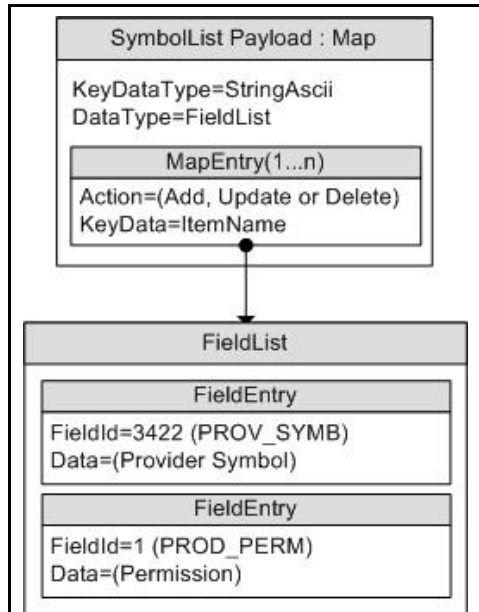 SymbolList Payload : Map
KeyDataType=StringAscii
DataType=FieldList
MapEntry(1...n)
Action=(Add, Update or Delete)
KeyData=ItemName
FieldList
FieldEntry
FieldId=3422 (PROV_SYMB)
Data=(Provider Symbol)
FieldEntry
FieldId=1 (PROD_PERM)
Data=(Permission)